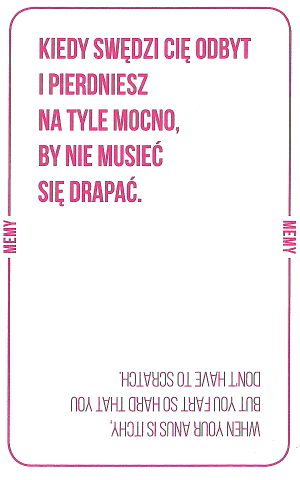 KIEDY SWĘDZI CIĘ ODBYT
I PIERDNIESZ
NA TYLE MOCNO,
BY NIE MUSIEĆ
SIĘ DRAPAĆ.
MEMY
MEMY
WHEN YOUR ANUS IS ITCHY,
BUT YOU FART SO HARD THAT YOU
DON'T HAVE TO SCRATCH.